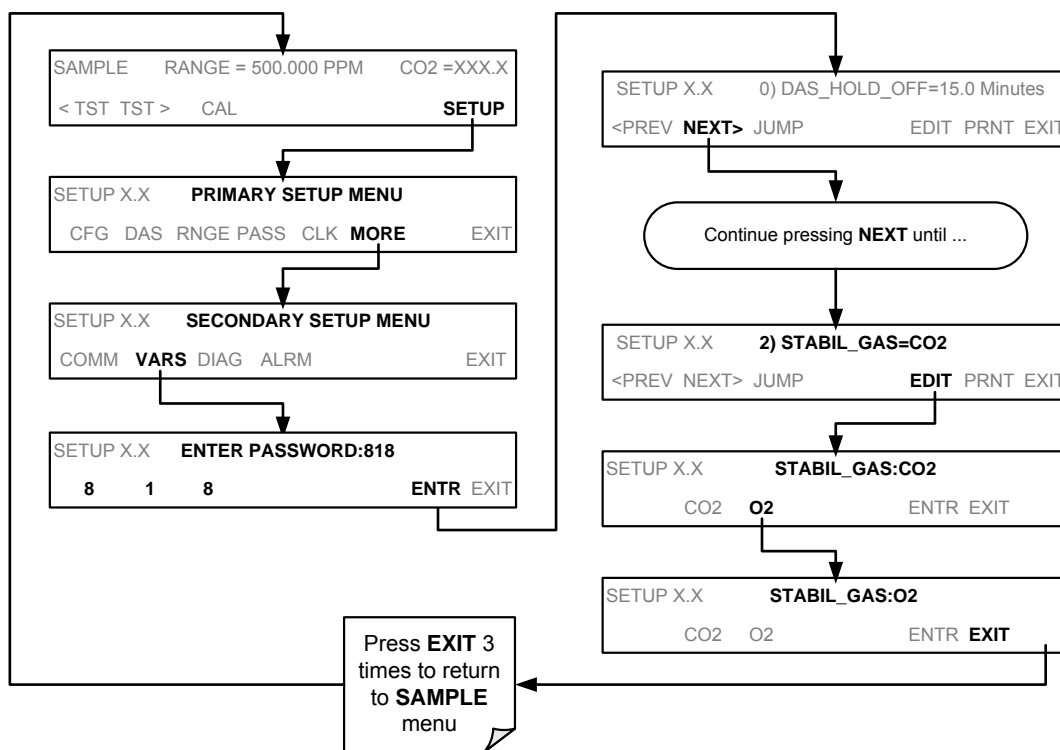 SAMPLE RANGE = 500.000 PPM CO2 =XXX.X
< TST TST > CAL SETUP
SETUP X.X PRIMARY SETUP MENU
CFG DAS RNGE PASS CLK MORE EXIT
SETUP X.X SECONDARY SETUP MENU
COMM VARS DIAG ALRM EXIT
SETUP X.X ENTER PASSWORD:818
8 1 8 ENTR EXIT
SETUP X.X 0) DAS_HOLD_OFF=15.0 Minutes
<PREV NEXT> JUMP EDIT PRNT EXIT
Continue pressing NEXT until ...
SETUP X.X 2) STABIL_GAS=CO2
<PREV NEXT> JUMP EDIT PRNT EXIT
SETUP X.X STABIL_GAS:CO2
CO2 O2 ENTR EXIT
SETUP X.X STABIL_GAS:O2
CO2 O2 ENTR EXIT
Press EXIT 3
times to return
to SAMPLE
menu